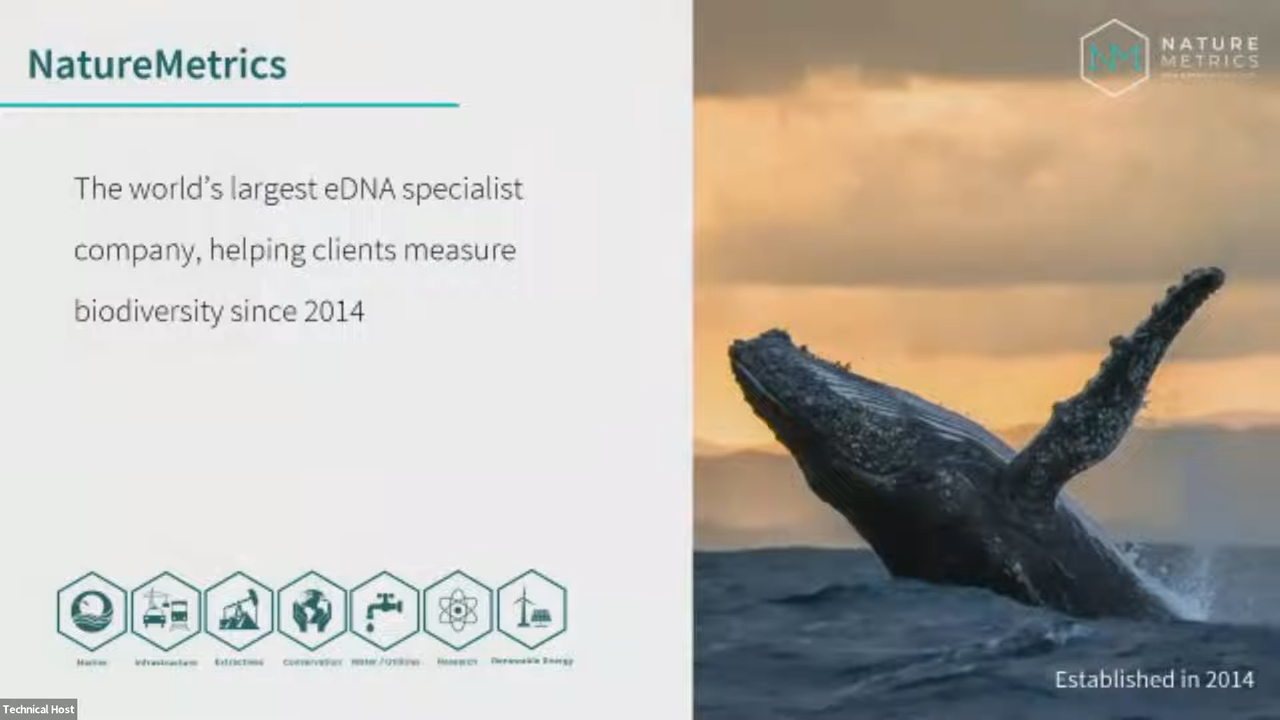 NatureMetrics
NATURE
METRICS
The world’s largest eDNA specialist
company, helping clients measure
biodiversity since 2014
Marine
Infrastructure
Extractives
Conservation
Water / Utilities
Research
Renewable Energy
Established in 2014
Technical Host